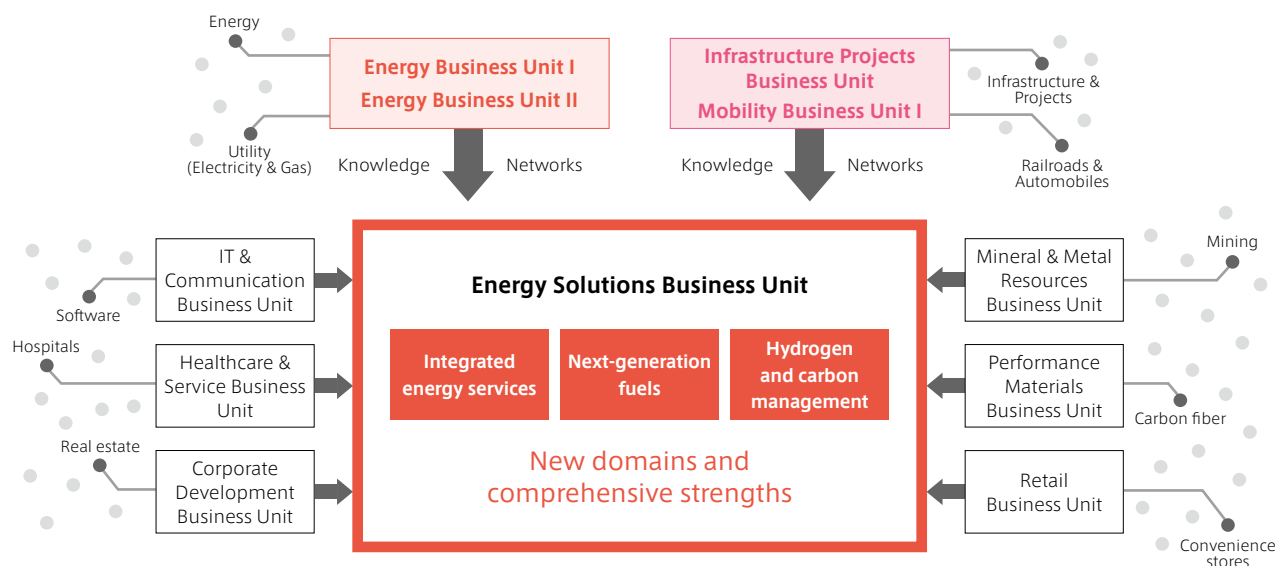 Energy
Energy Business Unit I
Energy Business Unit II
Utility
(Electricity & Gas)
Infrastructure Projects
Business Unit
Mobility Business Unit I
Infrastructure &
Projects
Railroads &
Automobiles
Knowledge
Networks
Knowledge
Networks
IT &
Communication
Business Unit
Software
Hospitals
Healthcare &
Service Business
Unit
Real estate
Corporate
Development
Business Unit
Energy Solutions Business Unit
Integrated
energy services
Next-generation
fuels
Hydrogen
and carbon
management
New domains and
comprehensive strengths
Mineral & Metal
Resources
Business Unit
Mining
Performance
Materials
Business Unit
Carbon fiber
Retail
Business Unit
Convenience
stores